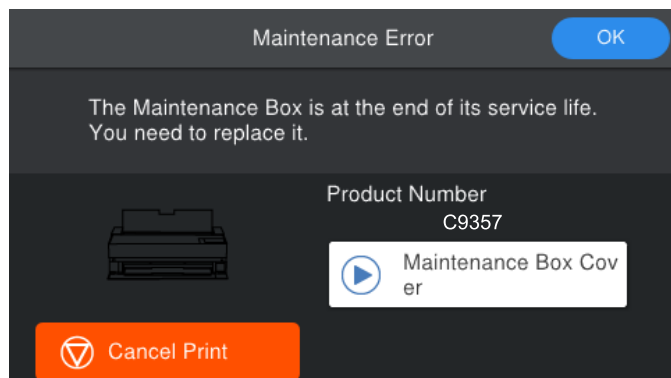 Maintenance Error
OK
The Maintenance Box is at the end of its service life.
You need to replace it.
Product Number
C9357
Maintenance Box Cov
er
Cancel Print